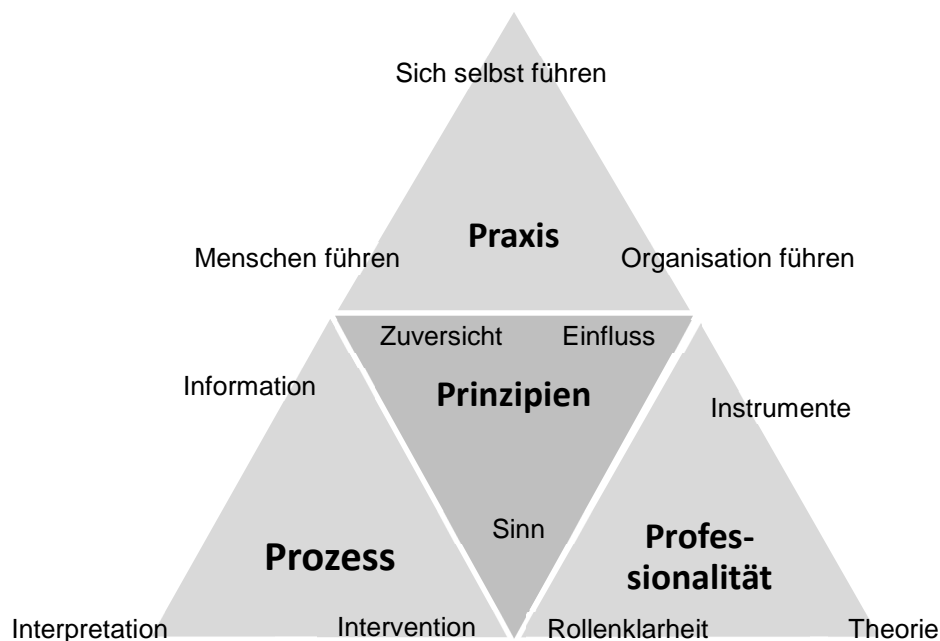 Sich selbst führen
Praxis
Menschen führen
Organisation führen
Zuversicht
Einfluss
Prinzipien
Sinn
Information
Prozess
Interpretation
Intervention
Instrumente
Profes-
sionalität
Rollenklarheit
Theorie